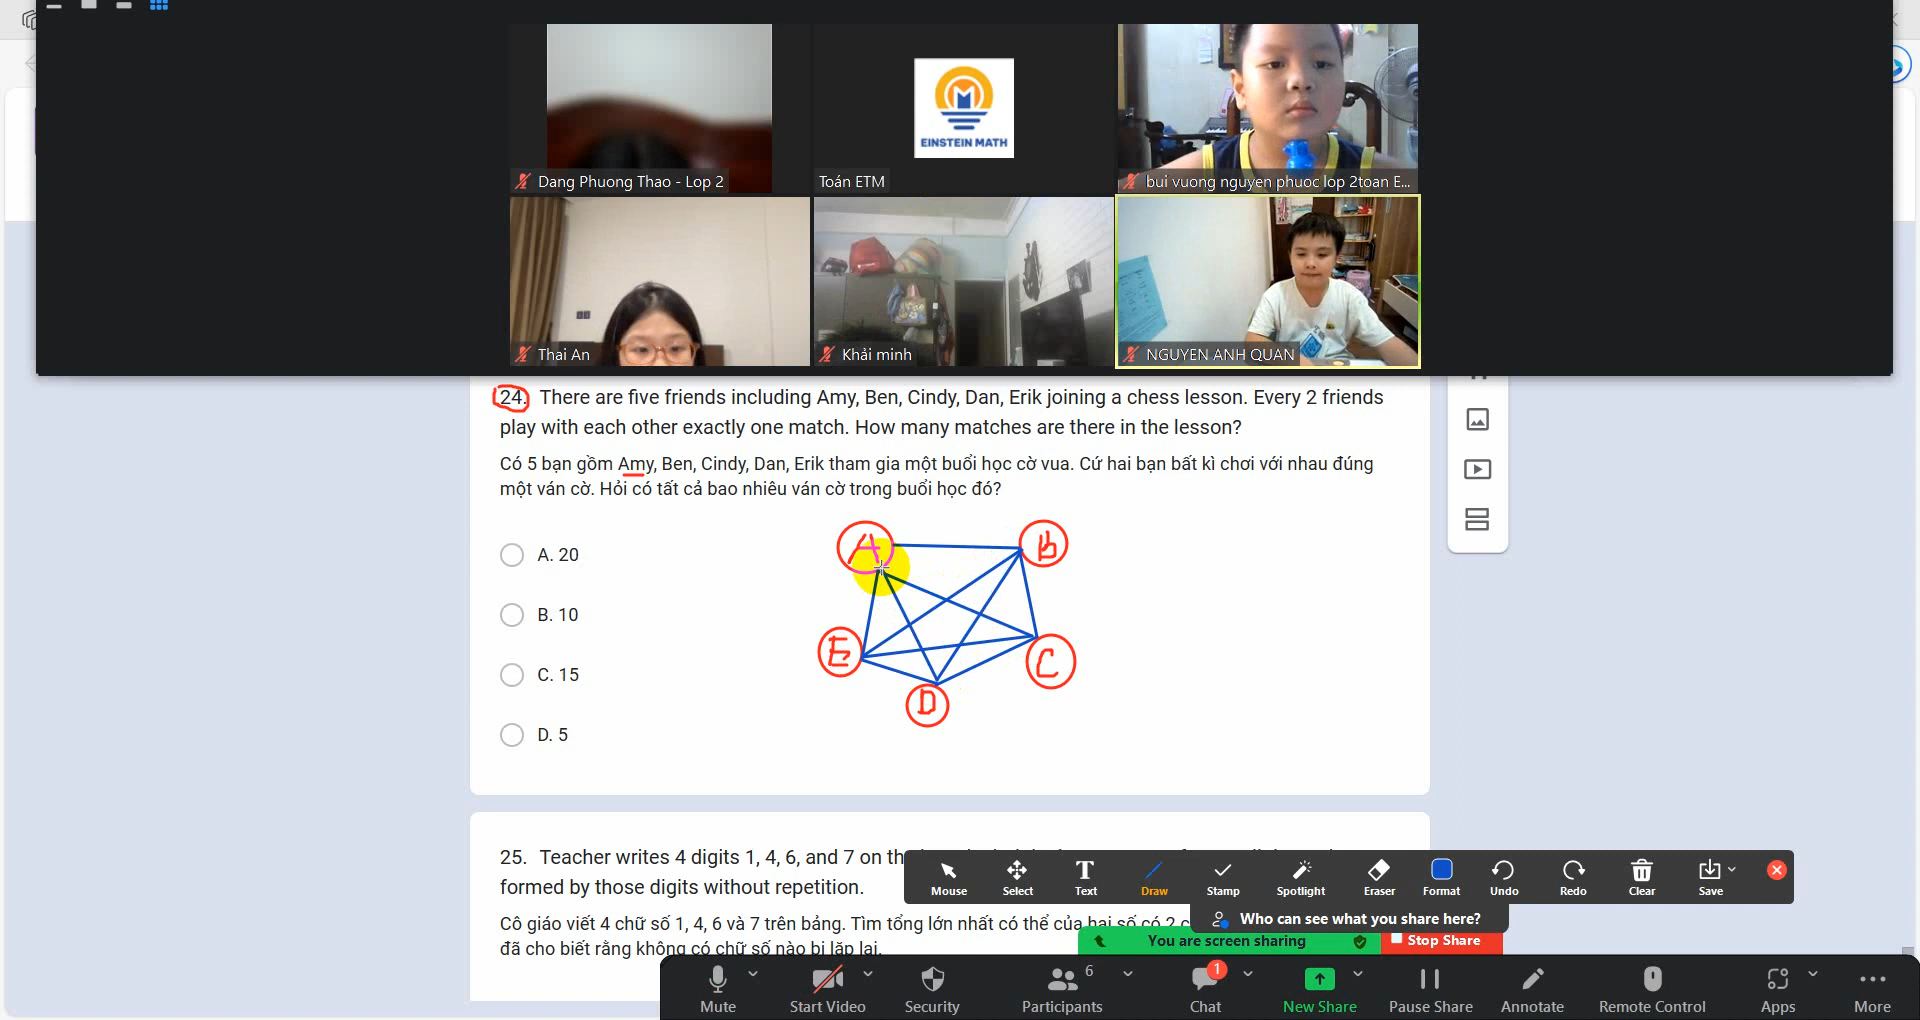 EINSTEIN MATH
Dang Phuong Thao - Lop 2
Toán ETM
bui vuong nguyen phuoc lop 2toan E...
Thai An
Khải minh
NGUYEN ANH QUAN
24. There are five friends including Amy, Ben, Cindy, Dan, Erik joining a chess lesson. Every 2 friends
play with each other exactly one match. How many matches are there in the lesson?
Có 5 bạn gồm Amy, Ben, Cindy, Dan, Erik tham gia một buổi học cờ vua. Cứ hai bạn bất kì chơi với nhau đúng
một ván cờ. Hỏi có tất cả bao nhiêu ván cờ trong buổi học đó?
A. 20
B. 10
C. 15
D. 5
A
b
E
C
D
25. Teacher writes 4 digits 1, 4, 6, and 7 on
formed by those digits without repetition.
Cô giáo viết 4 chữ số 1, 4, 6 và 7 trên bảng. Tìm tổng lớn nhất có thể của hai số có 2
đã cho biết rằng không có chữ số nào bị lặp lại.
Mouse
Select
Text
Draw
Stamp
Spotlight
Eraser
Format
Undo
Redo
Clear
Save
Who can see what you share here?
You are screen sharing
Stop Share
Mute
Start Video
Security
6
Participants
1
Chat
New Share
Pause Share
Annotate
Remote Control
Apps
More